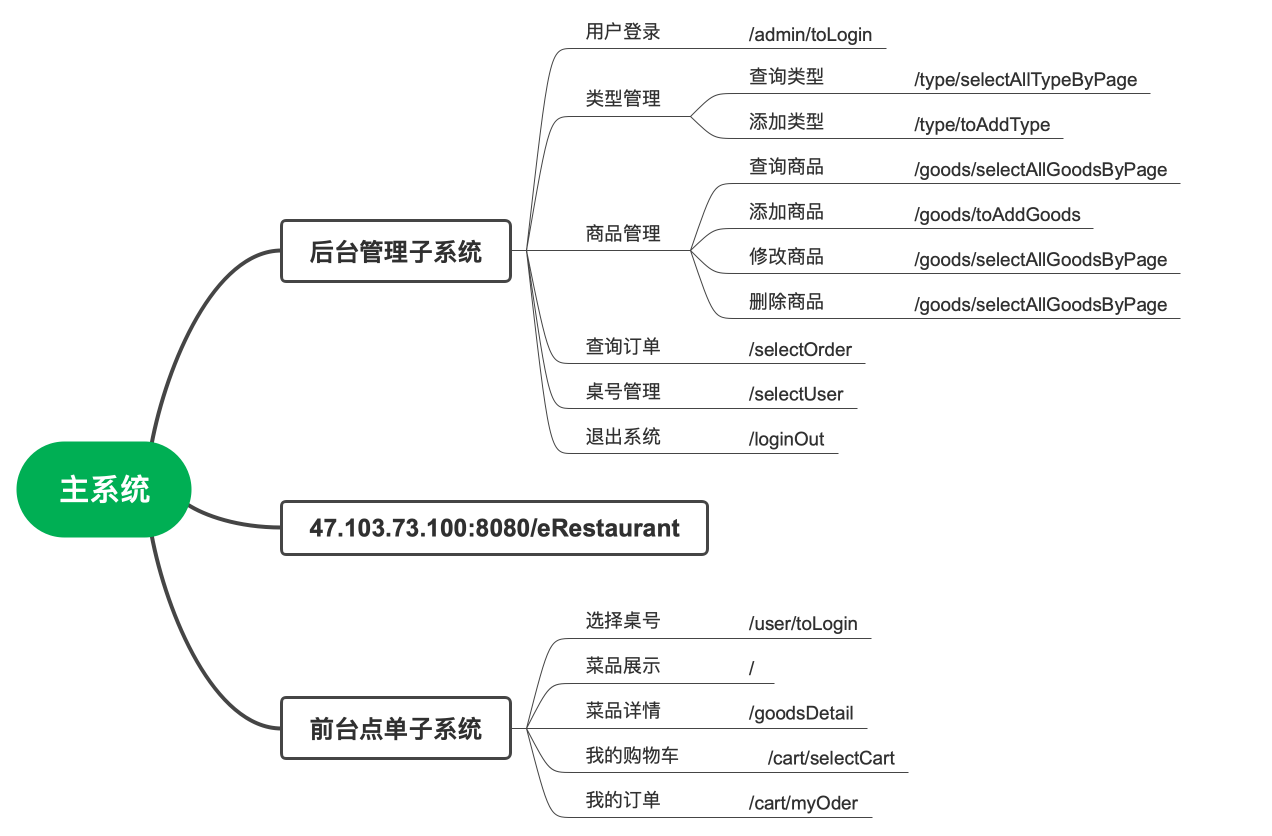 用户登录 /admin/toLogin
类型管理
查询类型 /type/selectAllTypeByPage
添加类型 /type/toAddType
商品管理
查询商品 /goods/selectAllGoodsByPage
添加商品 /goods/toAddGoods
修改商品 /goods/selectAllGoodsByPage
删除商品 /goods/selectAllGoodsByPage
后台管理子系统
查询订单 /selectOrder
桌号管理 /selectUser
退出系统 /loginOut
主系统
47.103.73.100:8080/eRestaurant
前台点单子系统
选择桌号 /user/toLogin
菜品展示 /
菜品详情 /goodsDetail
我的购物车 /cart/selectCart
我的订单 /cart/myOder